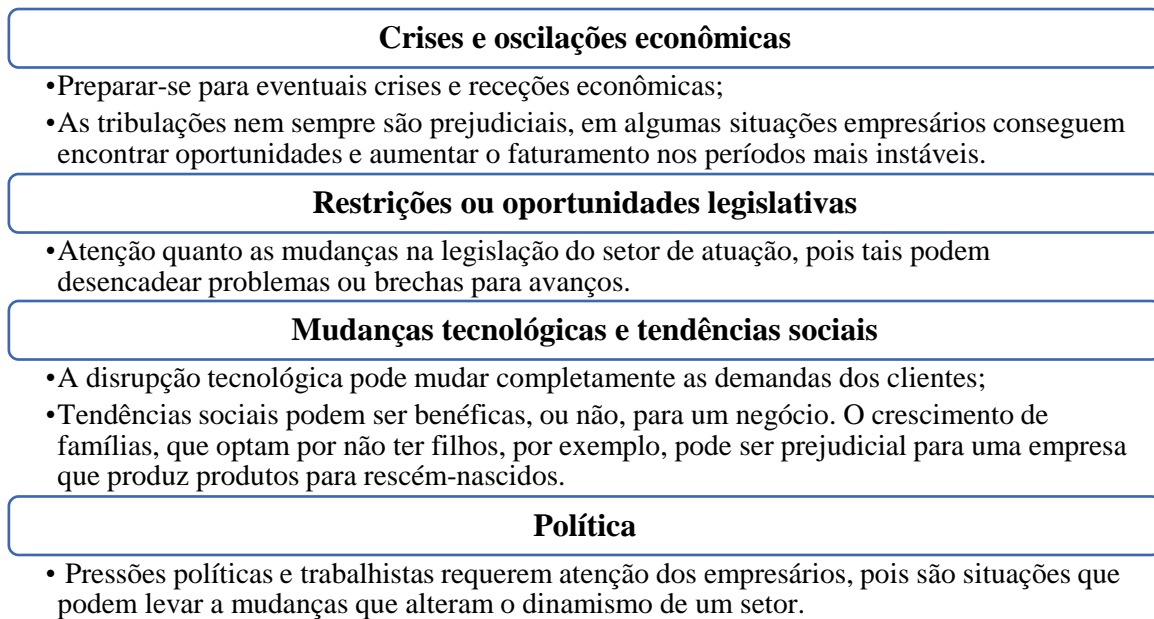 Crises e oscilações econômicas
•Preparar-se para eventuais crises e receções econômicas;
•As tribulações nem sempre são prejudiciais, em algumas situações empresários conseguem
encontrar oportunidades e aumentar o faturamento nos períodos mais instáveis.
Restrições ou oportunidades legislativas
•Atenção quanto as mudanças na legislação do setor de atuação, pois tais podem
desencadear problemas ou brechas para avanços.
Mudanças tecnológicas e tendências sociais
•A disrupção tecnológica pode mudar completamente as demandas dos clientes;
•Tendências sociais podem ser benéficas, ou não, para um negócio. O crescimento de
famílias, que optam por não ter filhos, por exemplo, pode ser prejudicial para uma empresa
que produz produtos para rescém-nascidos.
Política
• Pressões políticas e trabalhistas requerem atenção dos empresários, pois são situações que
podem levar a mudanças que alteram o dinamismo de um setor.